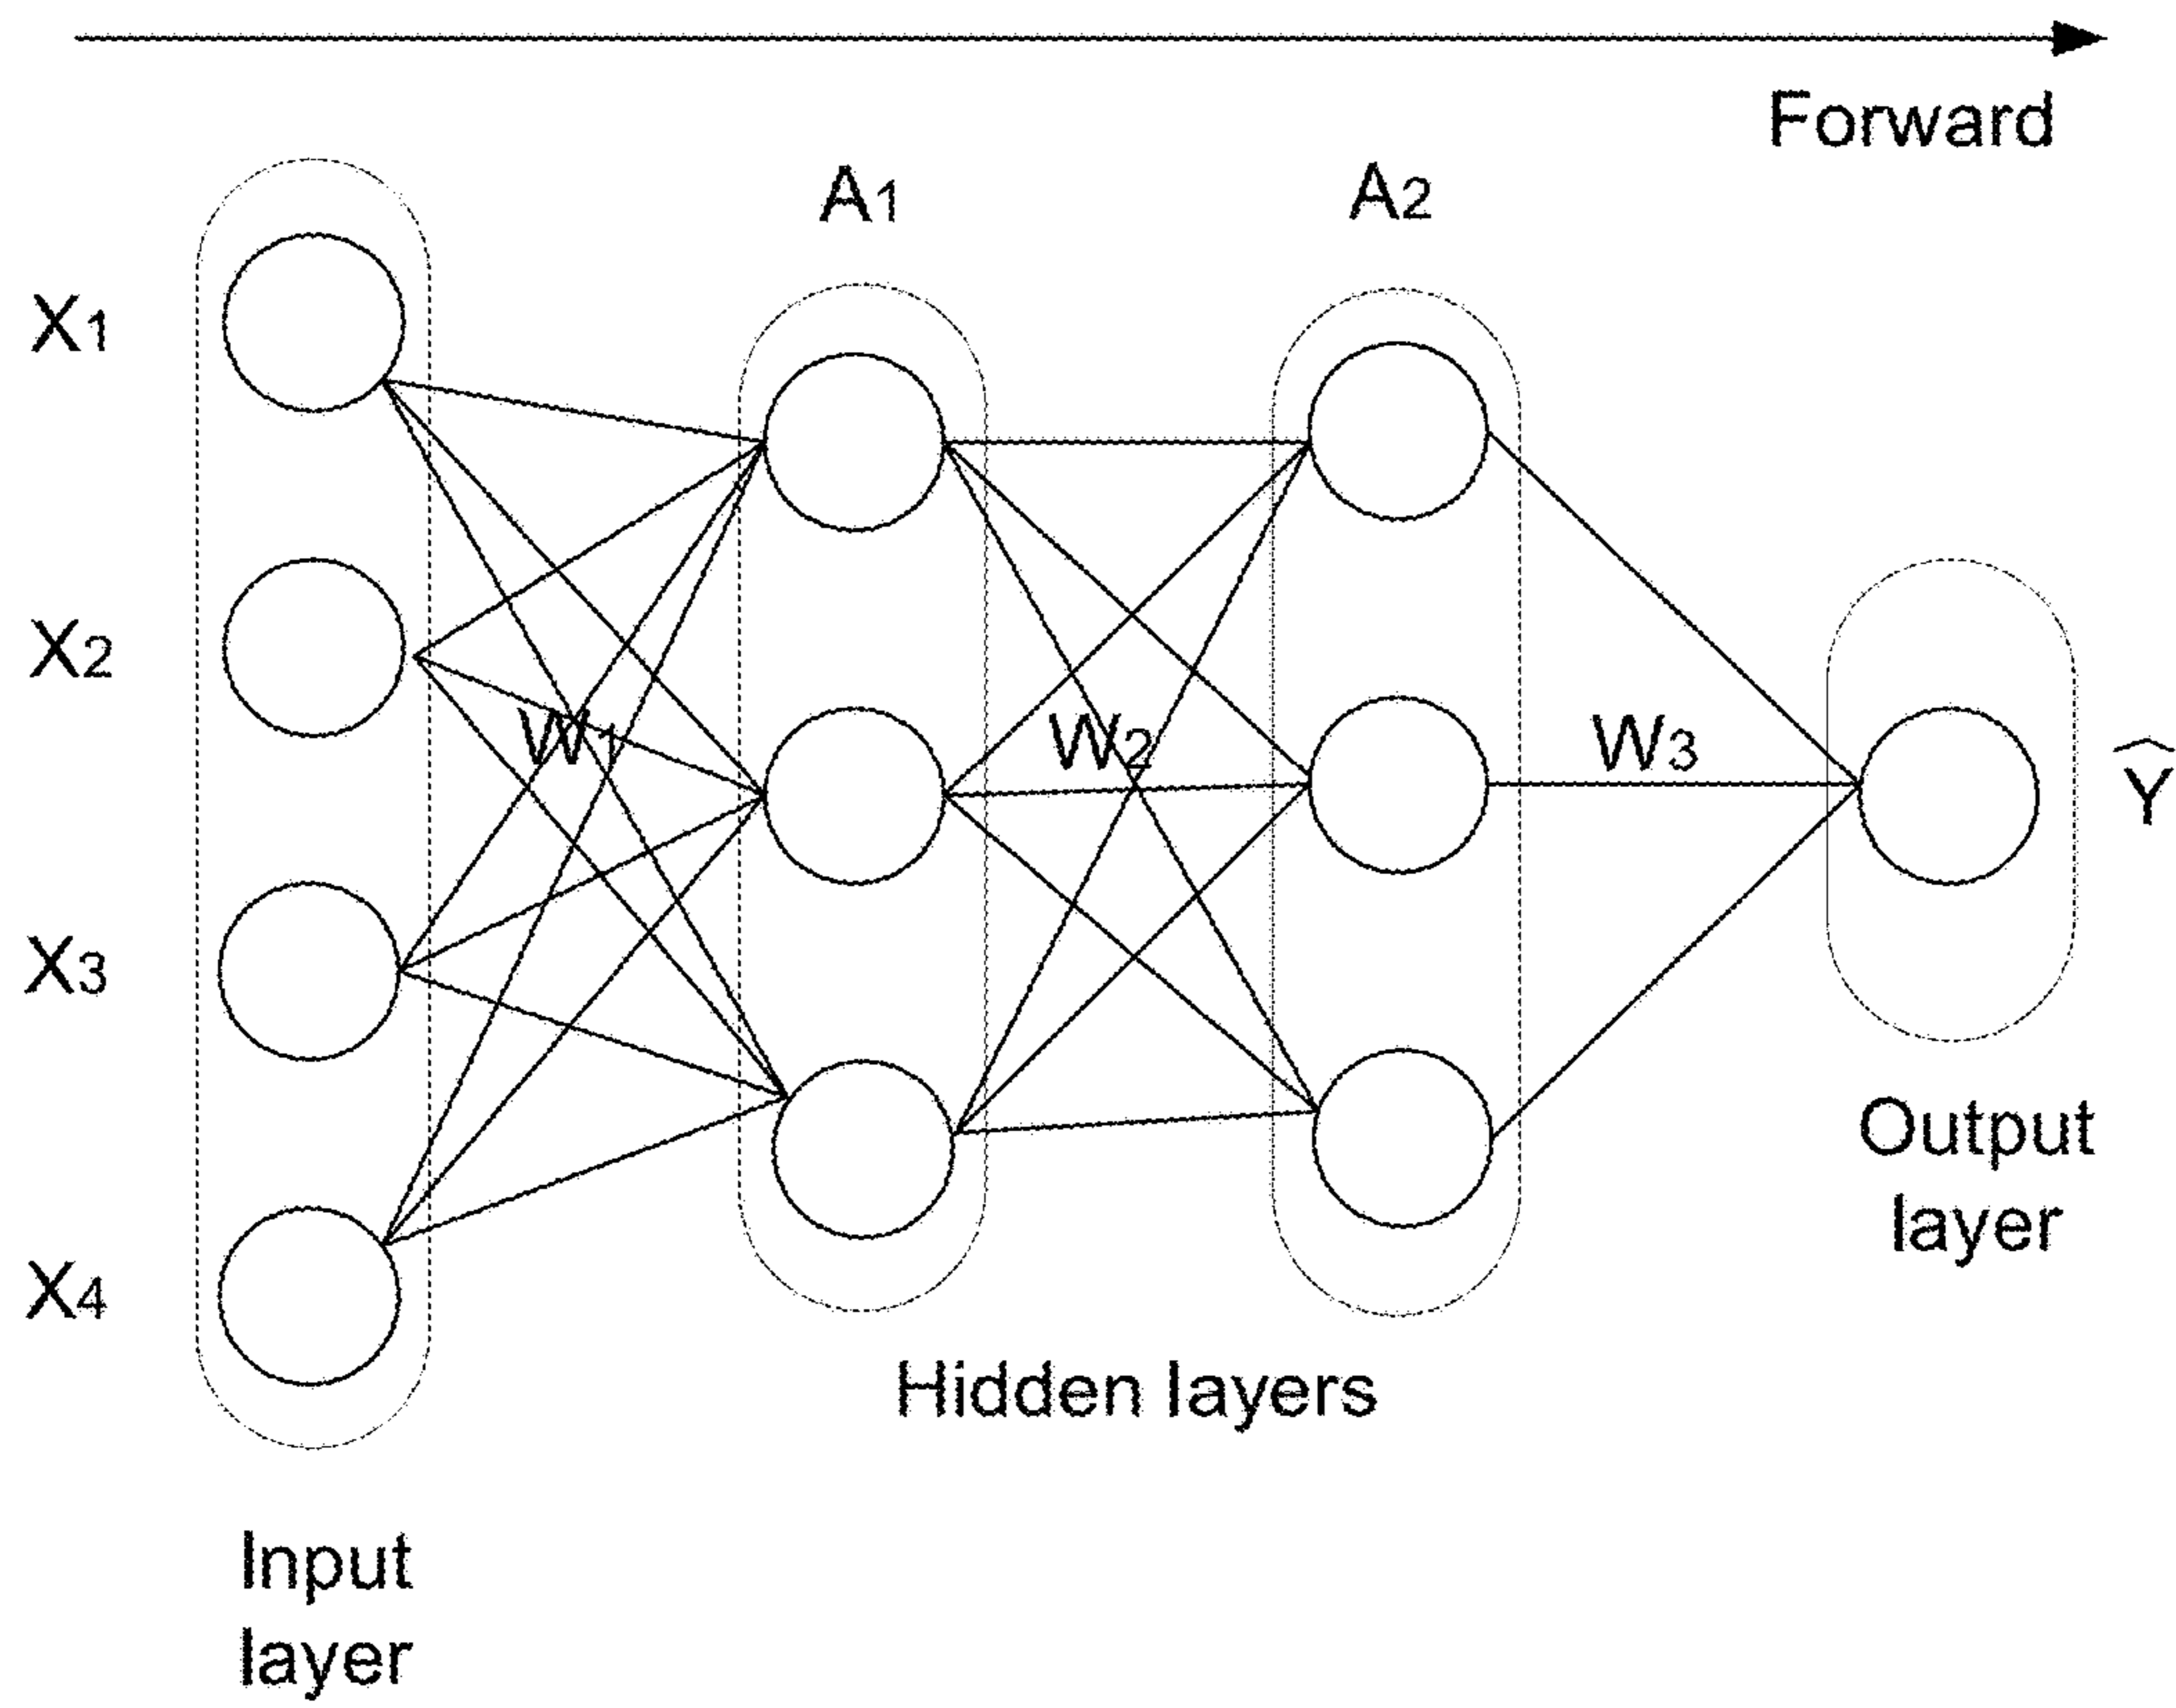 Forward
A1
A2
X1
X2
X3
X4
W1
W2
W3
Ŷ
Output
layer
Hidden layers
Input
layer